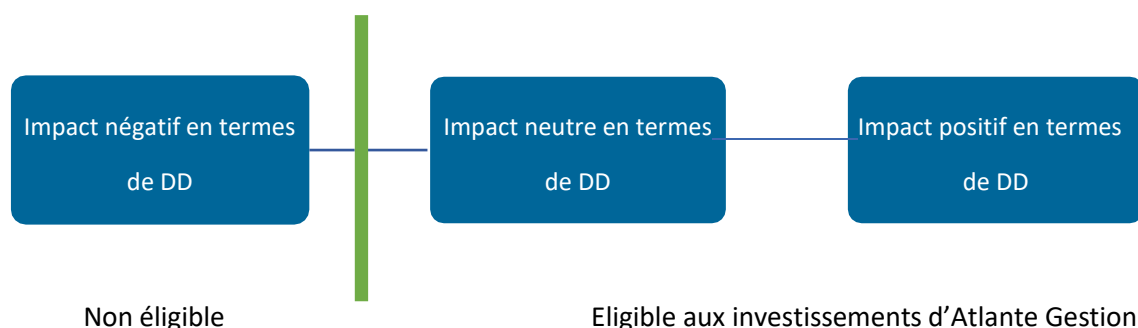 Impact négatif en termes
de DD
Impact neutre en termes
de DD
Impact positif en termes
de DD
Non éligible
Eligible aux investissements d’Atlante Gestion